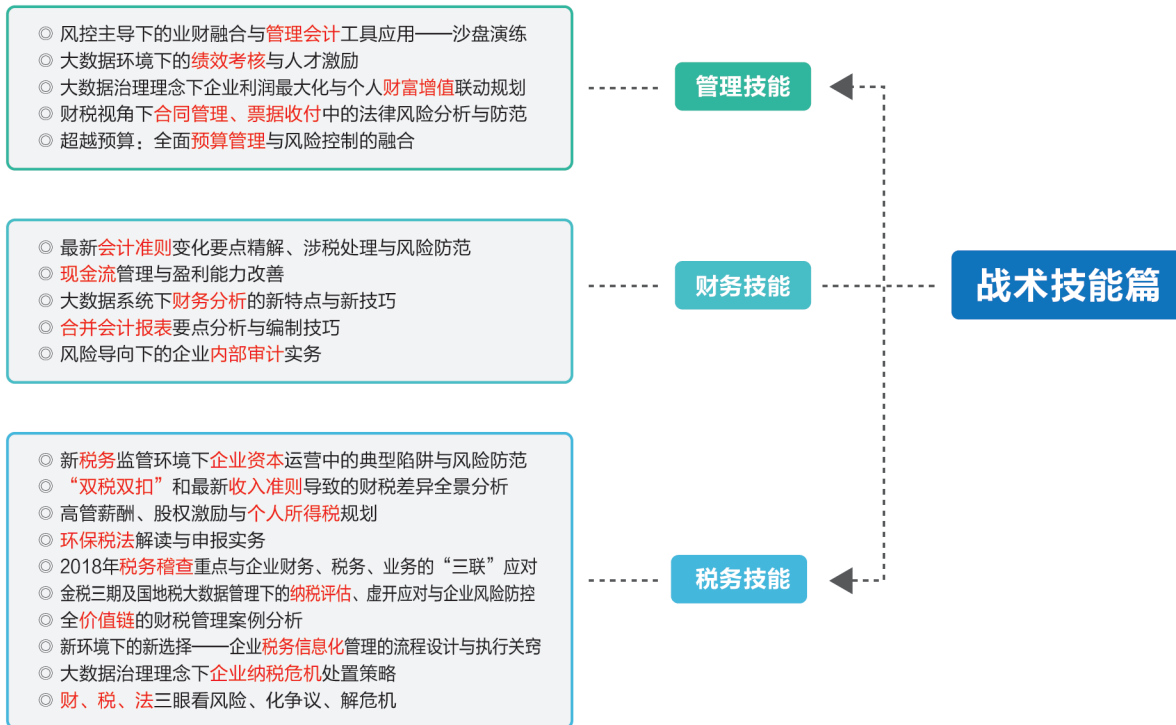 ◎ 风控主导下的业财融合与管理会计工具应用——沙盘演练
◎ 大数据环境下的绩效考核与人才激励
◎ 大数据治理理念下企业利润最大化与个人财富增值联动规划
◎ 财税视角下合同管理、票据收付中的法律风险分析与防范
◎ 超越预算：全面预算管理与风险控制的融合
管理技能
◎ 最新会计准则变化要点精解、涉税处理与风险防范
◎ 现金流管理与盈利能力改善
◎ 大数据系统下财务分析的新特点与新技巧
◎ 合并会计报表要点分析与编制技巧
◎ 风险导向下的企业内部审计实务
财务技能
战术技能篇
◎ 新税务监管环境下企业资本运营中的典型陷阱与风险防范
◎ “双税双扣”和最新收入准则导致的财税差异全景分析
◎ 高管薪酬、股权激励与个人所得税规划
◎ 环保税法解读与申报实务
◎ 2018年税务稽查重点与企业财务、税务、业务的“三联”应对
◎ 金税三期及国地税大数据管理下的纳税评估、虚开应对与企业风险防控
◎ 全价值链的财税管理案例分析
◎ 新环境下的新选择——企业税务信息化管理的流程设计与执行关窍
◎ 大数据治理理念下企业纳税危机处置策略
◎ 财、税、法三眼看风险、化争议、解危机
税务技能